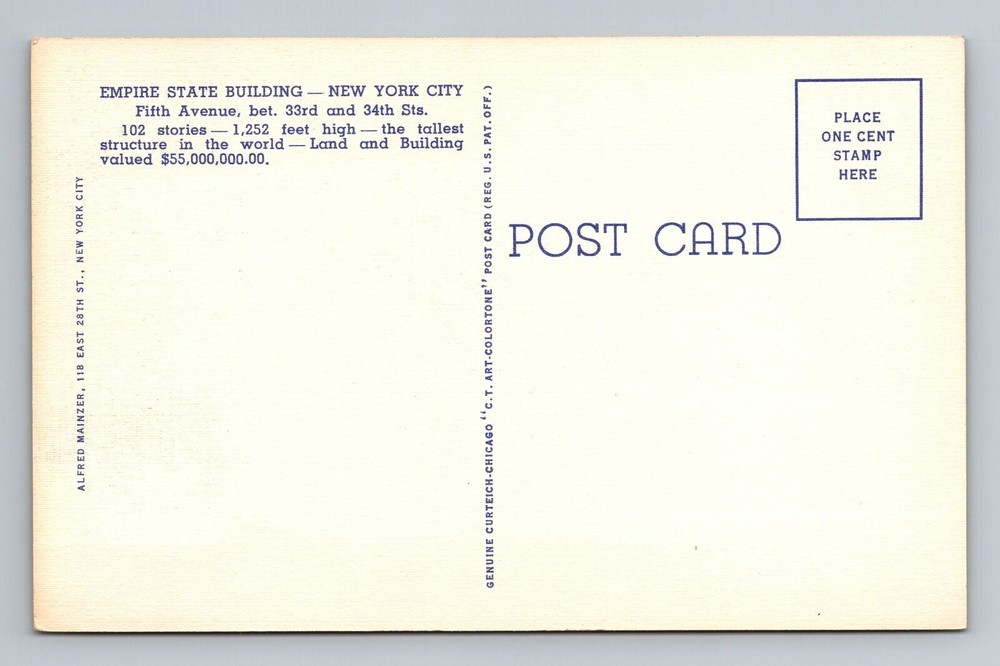 EMPIRE STATE BUILDING — NEW YORK CITY
Fifth Avenue, bet. 33rd and 34th Sts.
102 stories — 1,252 feet high — the tallest
structure in the world — Land and Building
valued $55,000,000.00.
ALFRED MAINZER, 118 EAST 28TH ST., NEW YORK CITY
GENUINE CURTEICH-CHICAGO "C.T. ART-COLORTONE" POST CARD (REG. U.S. PAT. OFF.)
POST CARD
PLACE
ONE CENT
STAMP
HERE